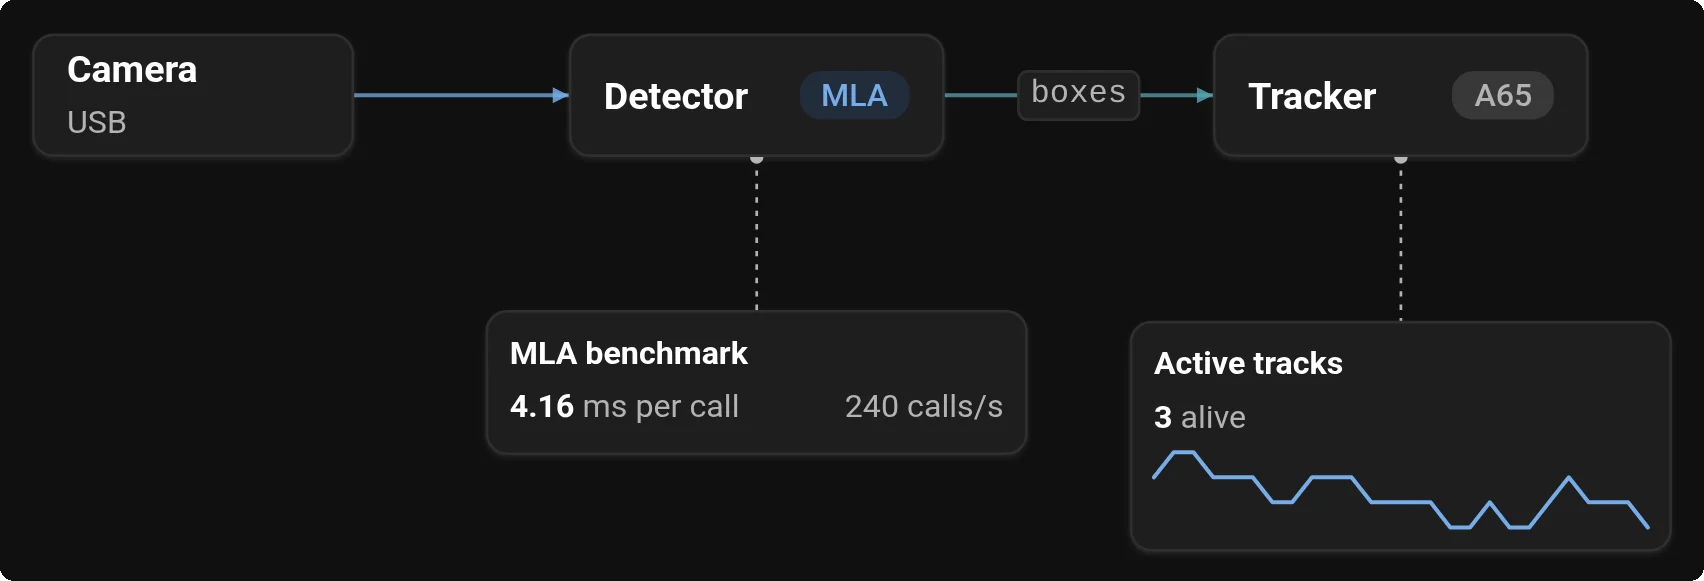 Camera
USB
Detector
MLA
boxes
Tracker
A65
MLA benchmark
4.16 ms per call
240 calls/s
Active tracks
3 alive